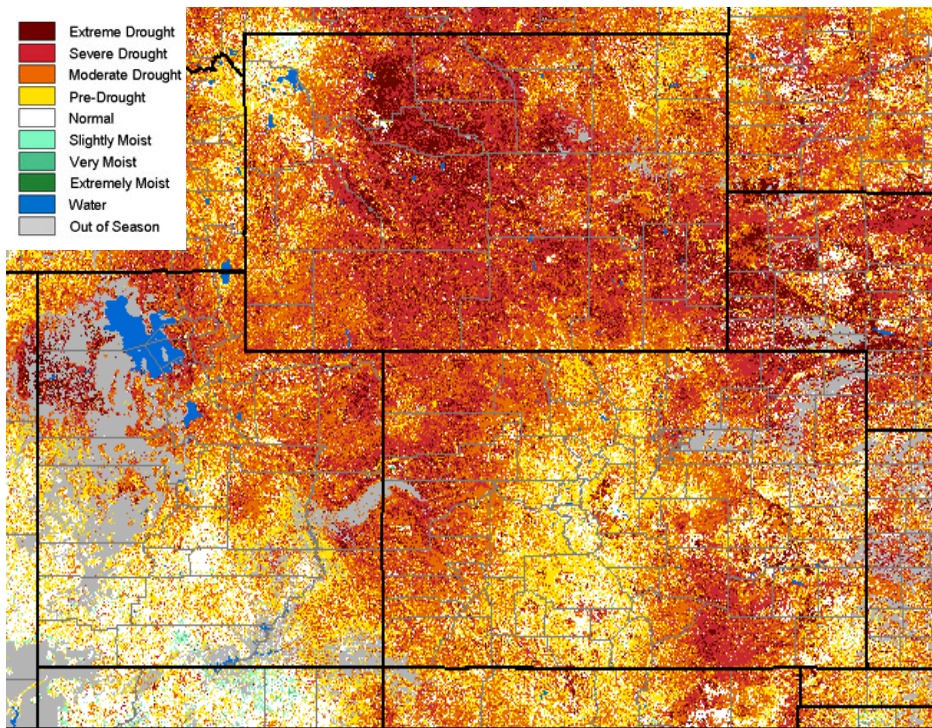 Extreme Drought
Severe Drought
Moderate Drought
Pre-Drought
Normal
Slightly Moist
Very Moist
Extremely Moist
Water
Out of Season